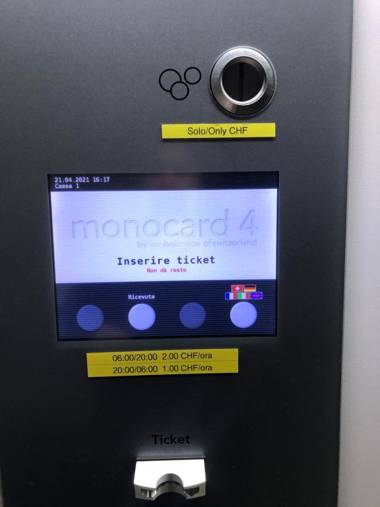 Solo/Only CHF
21.04.2021 16:17
Cassa 1
monocard 4
Inserire ticket
Non dà resto
Ricevuta
06:00/20:00 2.00 CHF/ora
20:00/06:00 1.00 CHF/ora
Ticket